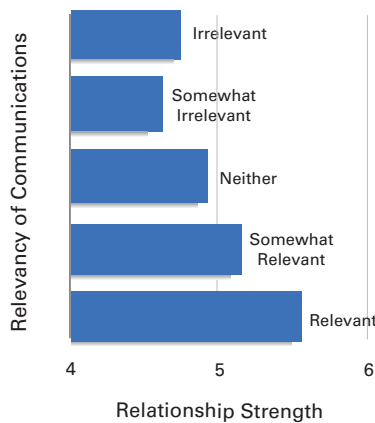 Relevancy of Communications
Irrelevant
Somewhat
Irrelevant
Neither
Somewhat
Relevant
Relevant
4
5
6
Relationship Strength